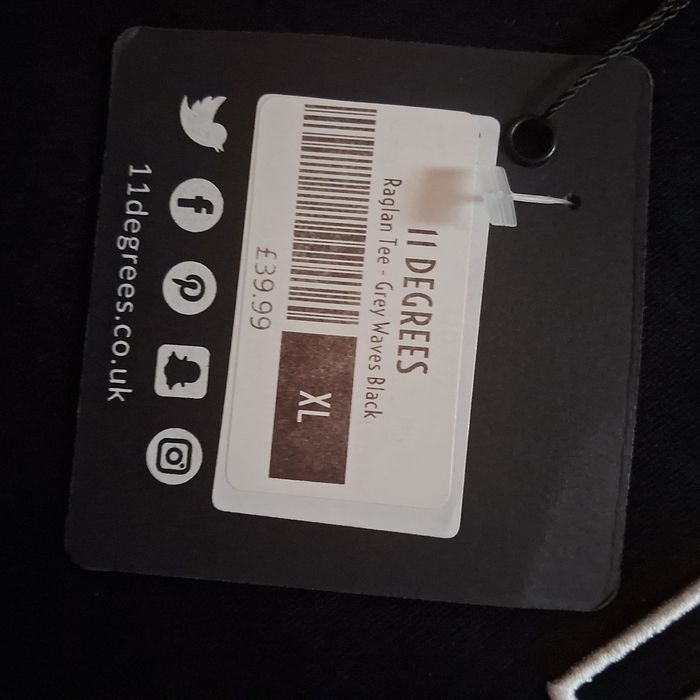 11 DEGREES
Raglan Tee - Grey Waves Black
XL
£39.99
11degrees.co.uk